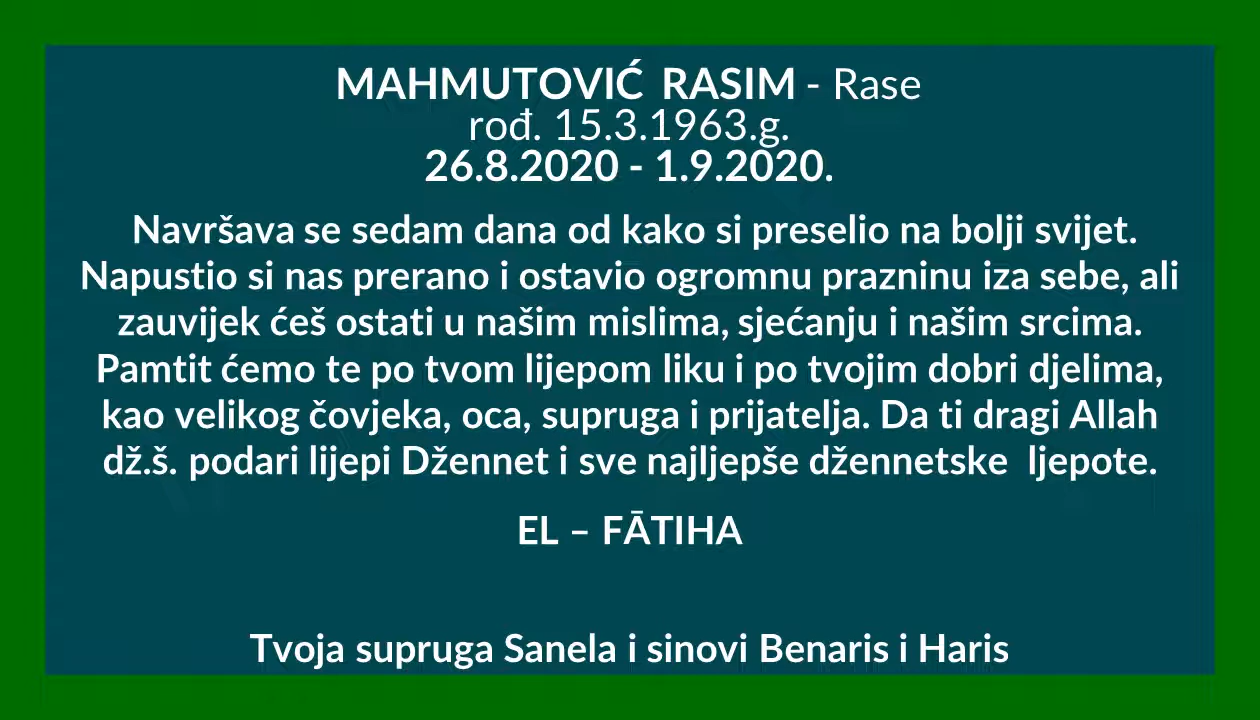 MAHMUTOVIĆ RASIM - Rase
rođ. 15.3.1963.g.
26.8.2020 - 1.9.2020.
Navršava se sedam dana od kako si preselio na bolji svijet.
Napustio si nas prerano i ostavio ogromnu prazninu iza sebe, ali
zauvijek ćeš ostati u našim mislima, sjećanju i našim srcima.
Pamtit ćemo te po tvom lijepom liku i po tvojim dobri djelima,
kao velikog čovjeka, oca, supruga i prijatelja. Da ti dragi Allah
dž.š. podari lijepi Džennet i sve najljepše džennetske ljepote.
EL – FĀTIHA
Tvoja supruga Sanela i sinovi Benaris i Haris